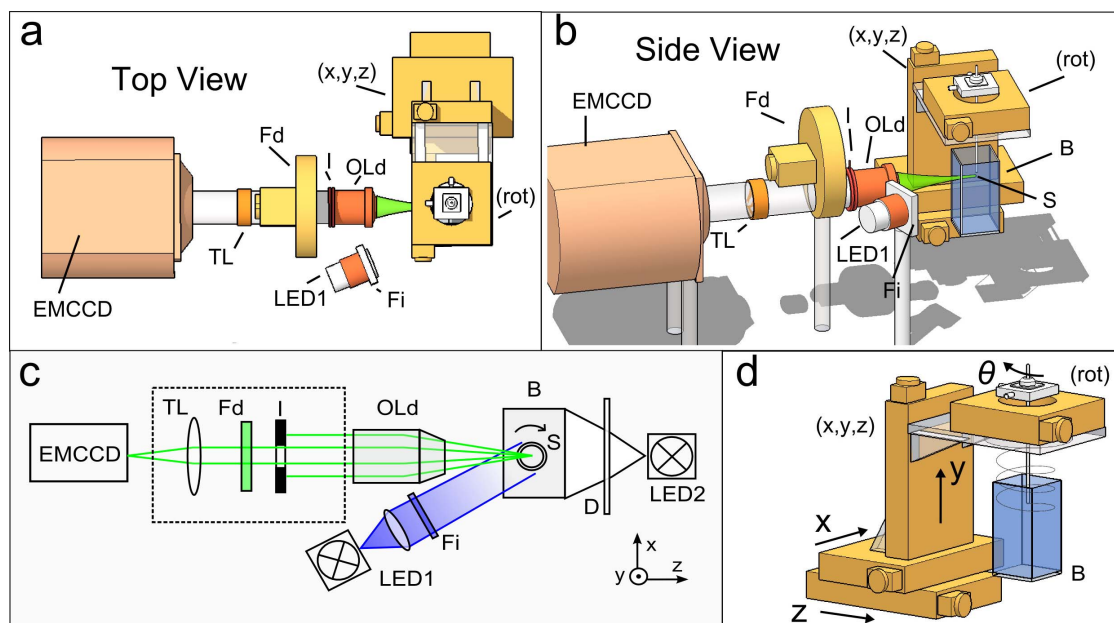 a
Top View
(x,y,z)
Fd
I
OLd
(rot)
TL
LED1
Fi
EMCCD
b
Side View
(x,y,z)
(rot)
EMCCD
Fd
I
OLd
B
S
TL
LED1
Fi
c
TL
Fd
I
OLd
B
S
EMCCD
D
LED2
Fi
LED1
x
y
z
d
θ
(rot)
(x,y,z)
y
x
B
z